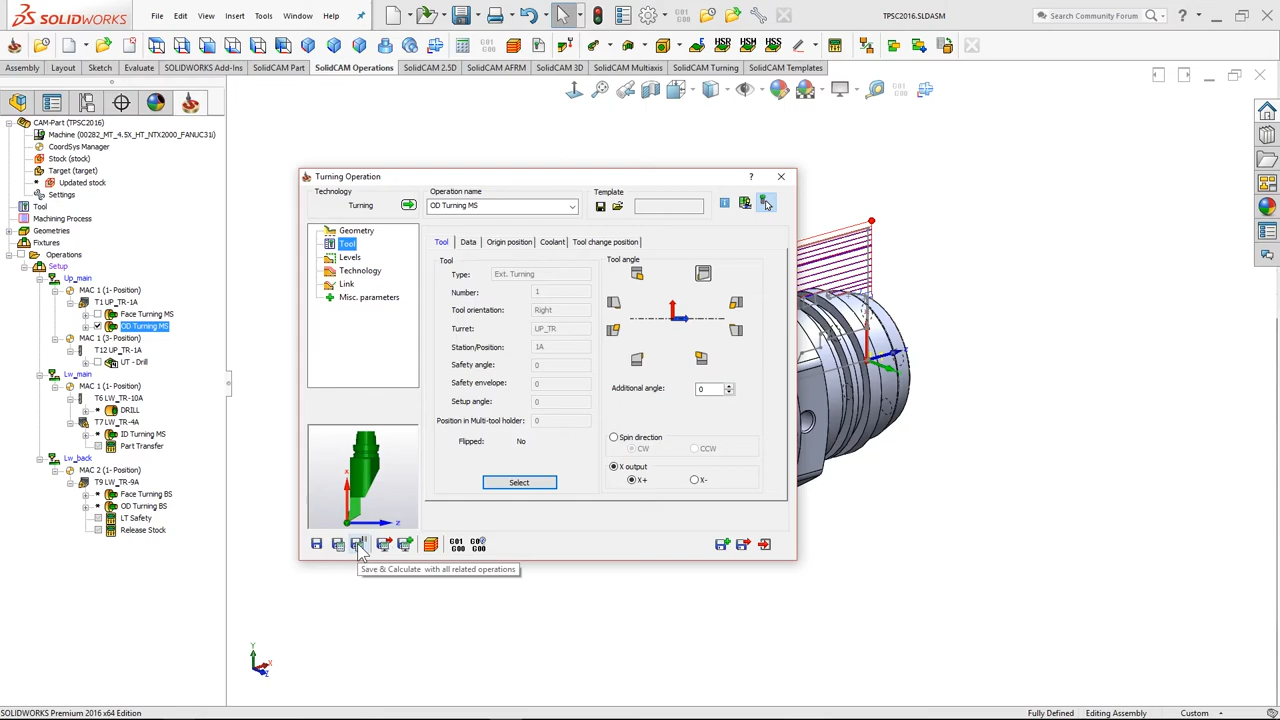 SOLIDWORKS
File
Edit
View
Insert
Tools
Window
Help
TPSC2016.SLDASM
Search Community Forum
?
G01
G00
HSR
HSM
HSS
Assembly
Layout
Sketch
Evaluate
SOLIDWORKS Add-Ins
SolidCAM Part
SolidCAM Operations
SolidCAM 2.5D
SolidCAM AFRM
SolidCAM 3D
SolidCAM Multiaxis
SolidCAM Turning
SolidCAM Templates
CAM-Part (TPSC2016)
Machine (00282_MT_4.5X_HT_NTX2000_FANUC31i)
CoordSys Manager
Stock (stock)
Target (target)
Updated stock
Settings
Tool
Machining Process
Geometries
Fixtures
Operations
Setup
Up_main
MAC 1 (1- Position)
T1 UP_TR-1A
Face Turning MS
OD Turning MS
MAC 1 (3- Position)
T12 UP_TR-1A
UT - Drill
Lw_main
MAC 1 (1- Position)
T6 LW_TR-10A
DRILL
T7 LW_TR-4A
ID Turning MS
Part Transfer
Lw_back
MAC 2 (1- Position)
T9 LW_TR-9A
Face Turning BS
OD Turning BS
LT Safety
Release Stock
Turning Operation
?
Technology
Turning
Operation name
OD Turning MS
Template
Geometry
Tool
Levels
Technology
Link
Misc. parameters
Tool
Data
Origin position
Coolant
Tool change position
Tool
Type: Ext. Turning
Number: 1
Tool orientation: Right
Turret: UP_TR
Station/Position: 1A
Safety angle: 0
Safety envelope: 0
Setup angle: 0
Position in Multi-tool holder: 0
Flipped: No
Select
Tool angle
Additional angle: 0
Spin direction
CW
CCW
X output
X+
X-
X
Z
G01
G00
Save & Calculate with all related operations
Y
X
Z
SOLIDWORKS Premium 2016 x64 Edition
Fully Defined
Editing Assembly
Custom